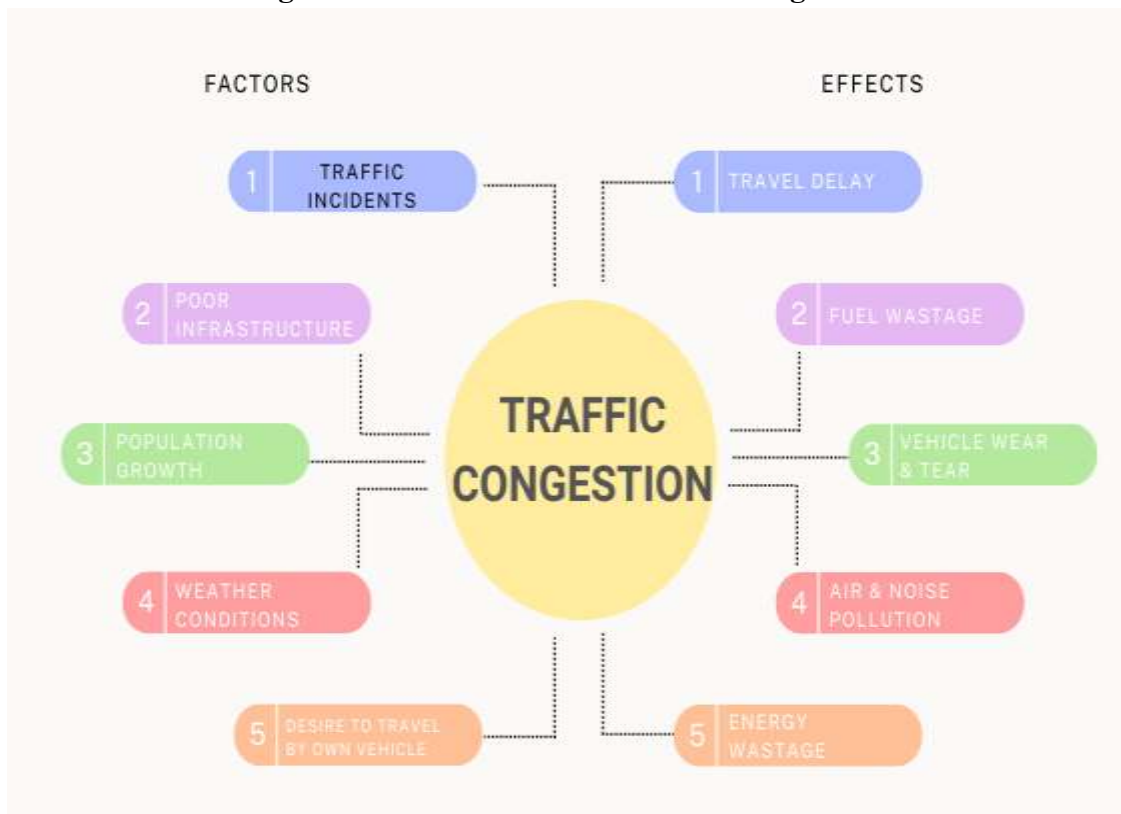 FACTORS
EFFECTS
1
TRAFFIC
INCIDENTS
2
POOR
INFRASTRUCTURE
3
POPULATION
GROWTH
4
WEATHER
CONDITIONS
5
DESIRE TO TRAVEL
BY OWN VEHICLE
TRAFFIC
CONGESTION
1
TRAVEL DELAY
2
FUEL WASTAGE
3
VEHICLE WEAR
& TEAR
4
AIR & NOISE
POLLUTION
5
ENERGY
WASTAGE